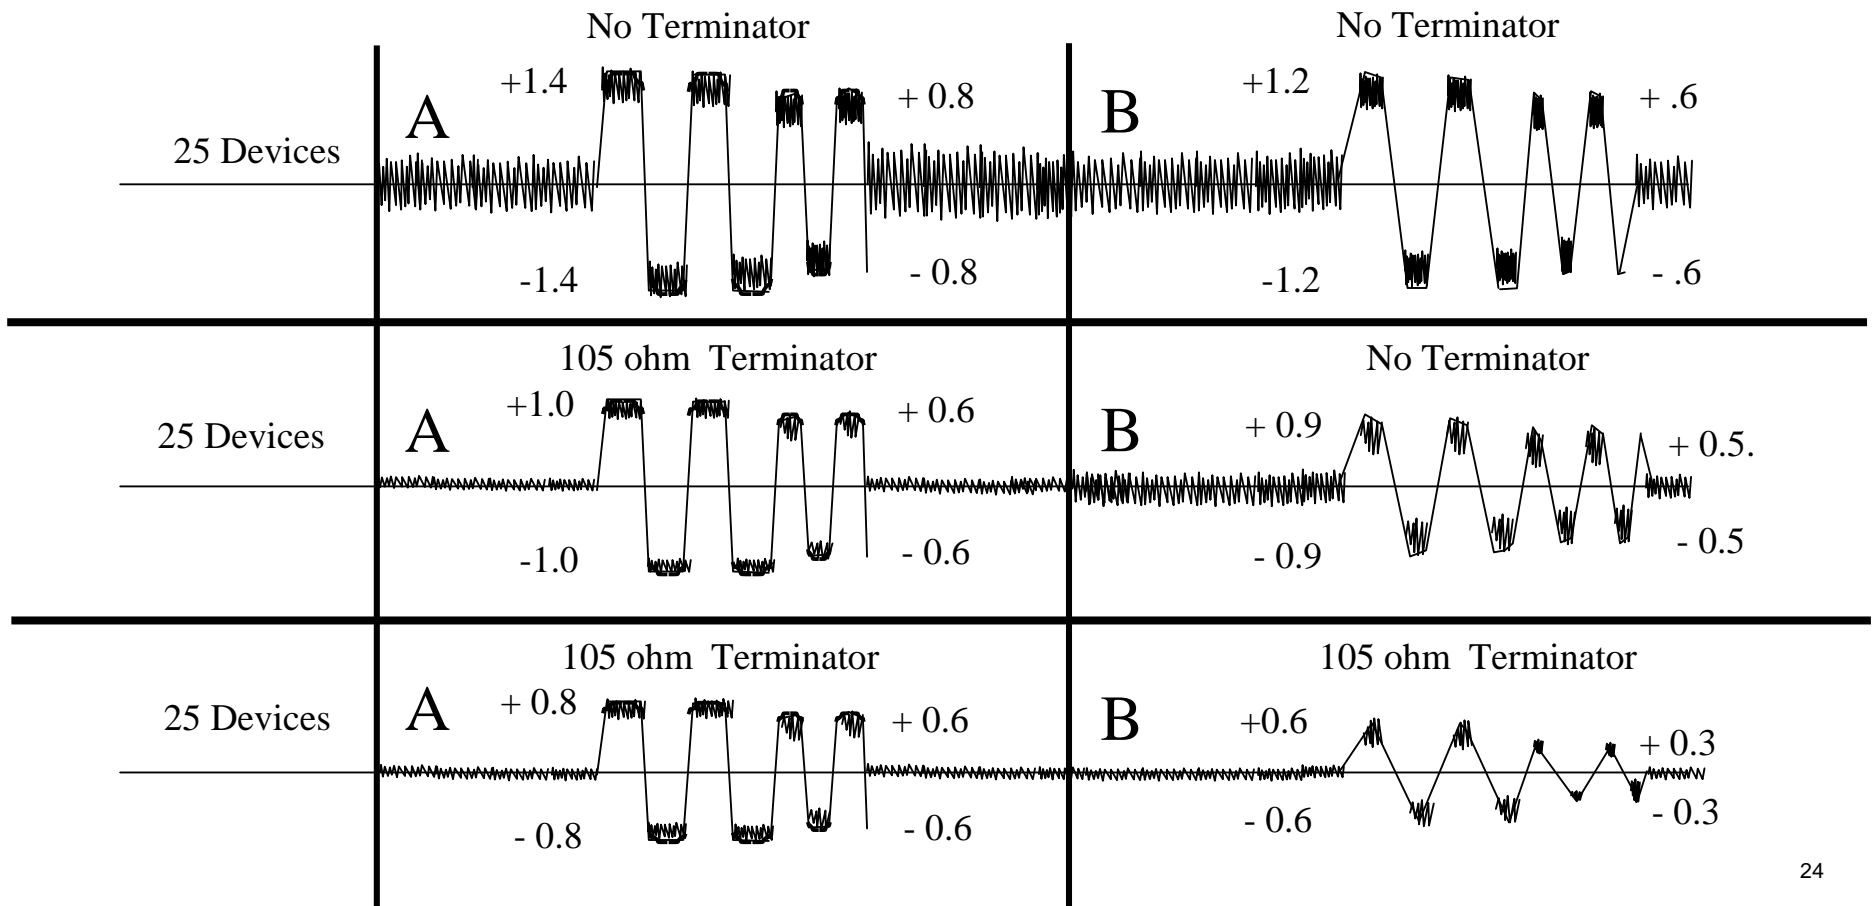 No Terminator
No Terminator
25 Devices
A
+1.4
+ 0.8
-1.4
- 0.8
B
+1.2
+ .6
-1.2
- .6
105 ohm  Terminator
No Terminator
25 Devices
A
+1.0
+ 0.6
-1.0
- 0.6
B
+ 0.9
+ 0.5.
- 0.9
- 0.5
105 ohm  Terminator
105 ohm  Terminator
25 Devices
A
+ 0.8
+ 0.6
- 0.8
- 0.6
B
+0.6
+ 0.3
- 0.6
- 0.3
24